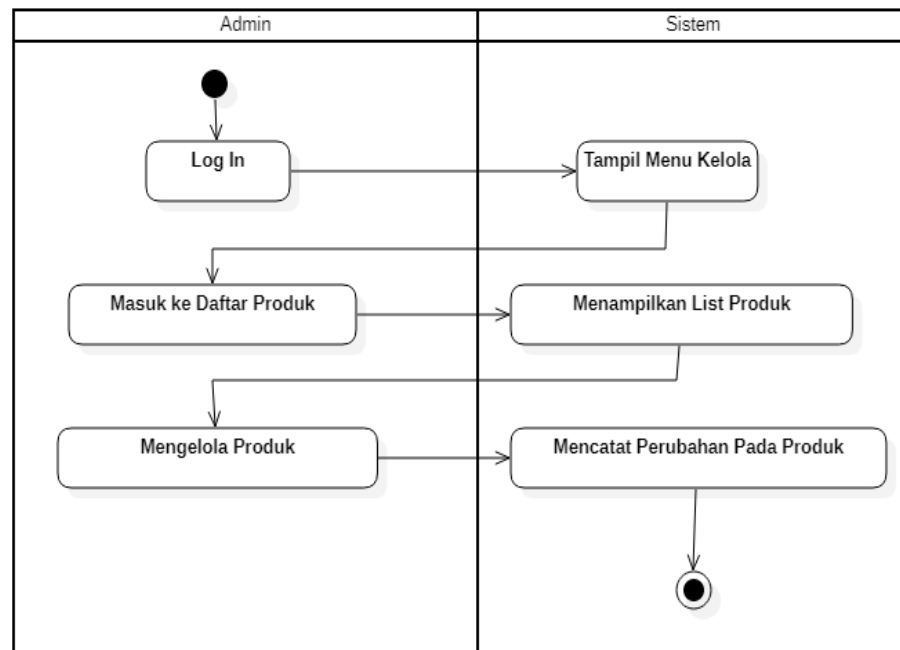 Admin
Sistem
Log In
Tampil Menu Kelola
Masuk ke Daftar Produk
Menampilkan List Produk
Mengelola Produk
Mencatat Perubahan Pada Produk